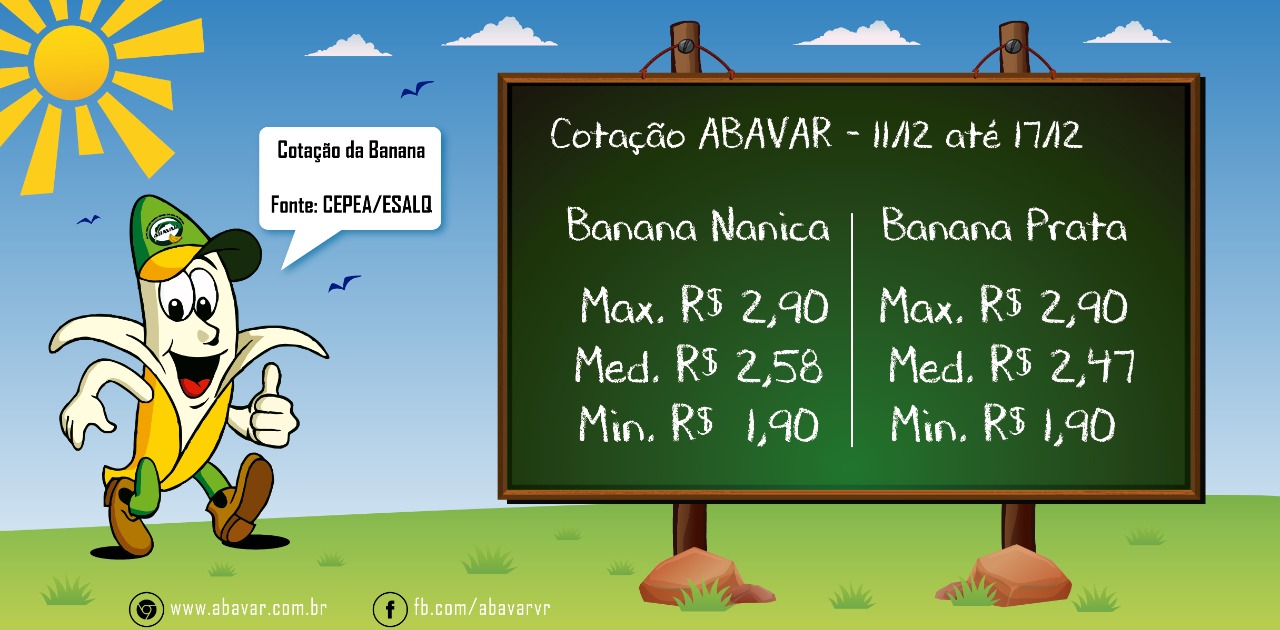 Cotação da Banana
Fonte: CEPEA/ESALQ
ABAVAR
Cotação ABAVAR - 11/12 até 17/12
Banana Nanica
Max. R$ 2,90
Med. R$ 2,58
Min. R$ 1,90
Banana Prata
Max. R$ 2,90
Med. R$ 2,47
Min. R$ 1,90
www.abavar.com.br
fb.com/abavarvr